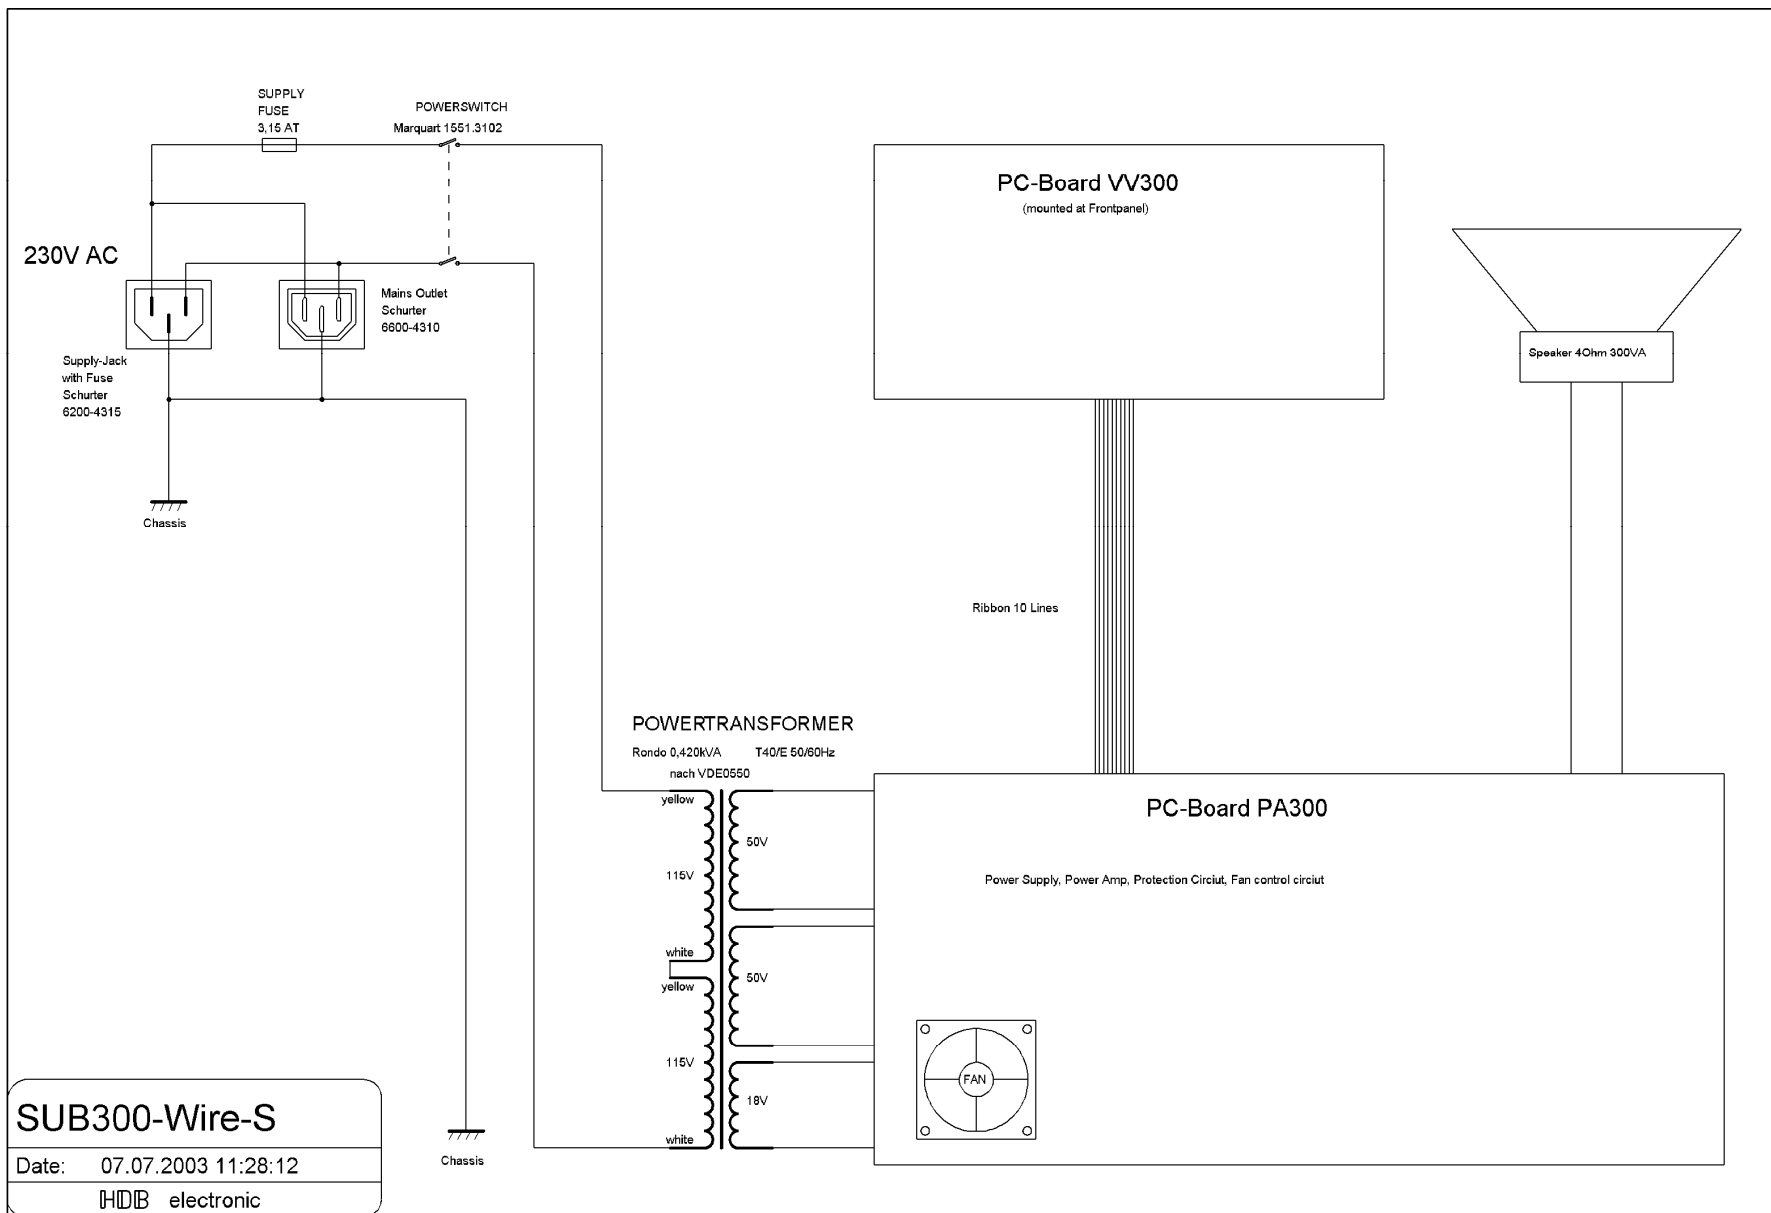 SUPPLY
FUSE
3,15 AT
POWERSWITCH
Marquart 1551.3102
PC-Board VV300
(mounted at Frontpanel)
230V AC
Mains Outlet
Schurter
6600-4310
Supply-Jack
with Fuse
Schurter
6200-4315
Speaker 4Ohm 300VA
Chassis
Ribbon 10 Lines
POWERTRANSFORMER
Rondo 0,420kVA T40/E 50/60Hz
nach VDE0550
yellow
50V
115V
white
yellow
50V
115V
18V
white
PC-Board PA300
Power Supply, Power Amp, Protection Circiut, Fan control circiut
FAN
Chassis
SUB300-Wire-S
Date: 07.07.2003 11:28:12
HDB electronic